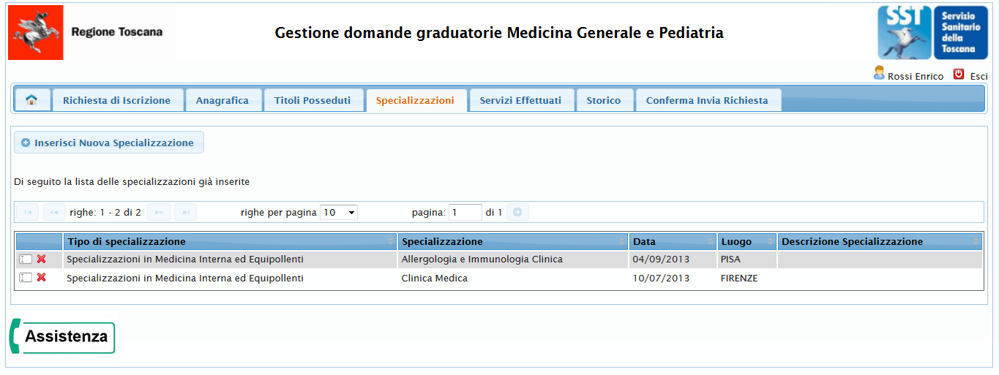 Regione Toscana
Gestione domande graduatorie Medicina Generale e Pediatria
SST
Servizio
Sanitario
della
Toscana
Rossi Enrico Esci
Richiesta di Iscrizione Anagrafica Titoli Posseduti Specializzazioni Servizi Effettuati Storico Conferma Invia Richiesta
Inserisci Nuova Specializzazione
Di seguito la lista delle specializzazioni già inserite
righe: 1 - 2 di 2 righe per pagina 10 pagina: 1 di 1
Tipo di specializzazione Specializzazione Data Luogo Descrizione Specializzazione
Specializzazioni in Medicina Interna ed Equipollenti Allergologia e Immunologia Clinica 04/09/2013 PISA
Specializzazioni in Medicina Interna ed Equipollenti Clinica Medica 10/07/2013 FIRENZE
Assistenza